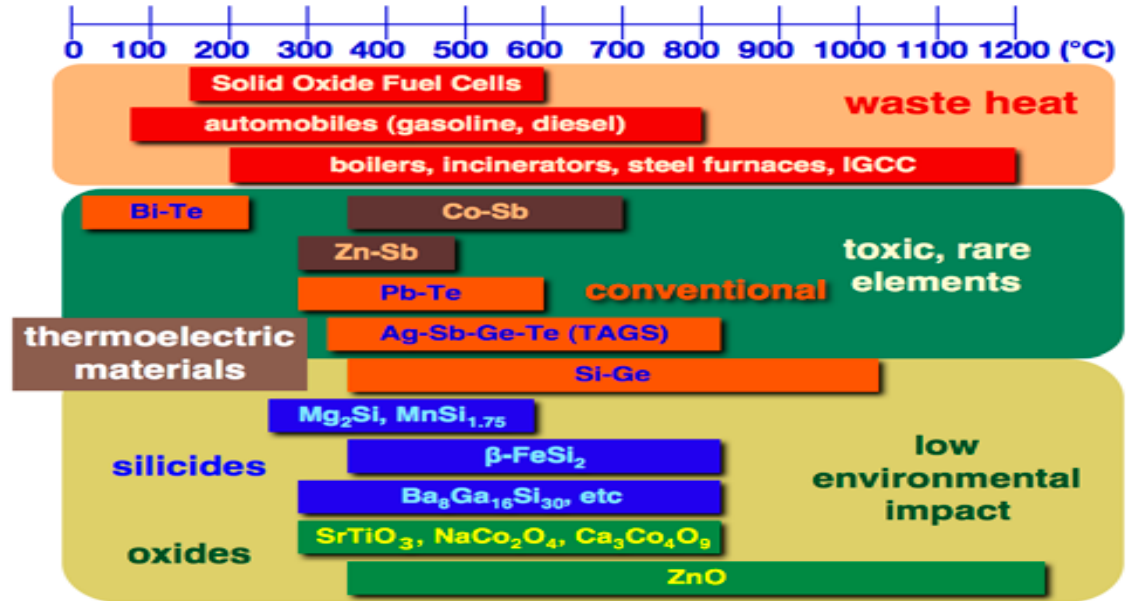 0 100 200 300 400 500 600 700 800 900 1000 1100 1200 (°C)
Solid Oxide Fuel Cells
waste heat
automobiles (gasoline, diesel)
boilers, incinerators, steel furnaces, IGCC
Bi-Te
Co-Sb
toxic, rare
elements
Zn-Sb
Pb-Te
conventional
thermoelectric
materials
Ag-Sb-Ge-Te (TAGS)
Si-Ge
Mg₂Si, MnSi₁.₇₅
silicides
β-FeSi₂
low
environmental
impact
Ba₈Ga₁₆Si₃₀, etc
oxides
SrTiO₃, NaCo₂O₄, Ca₃Co₄O₉
ZnO